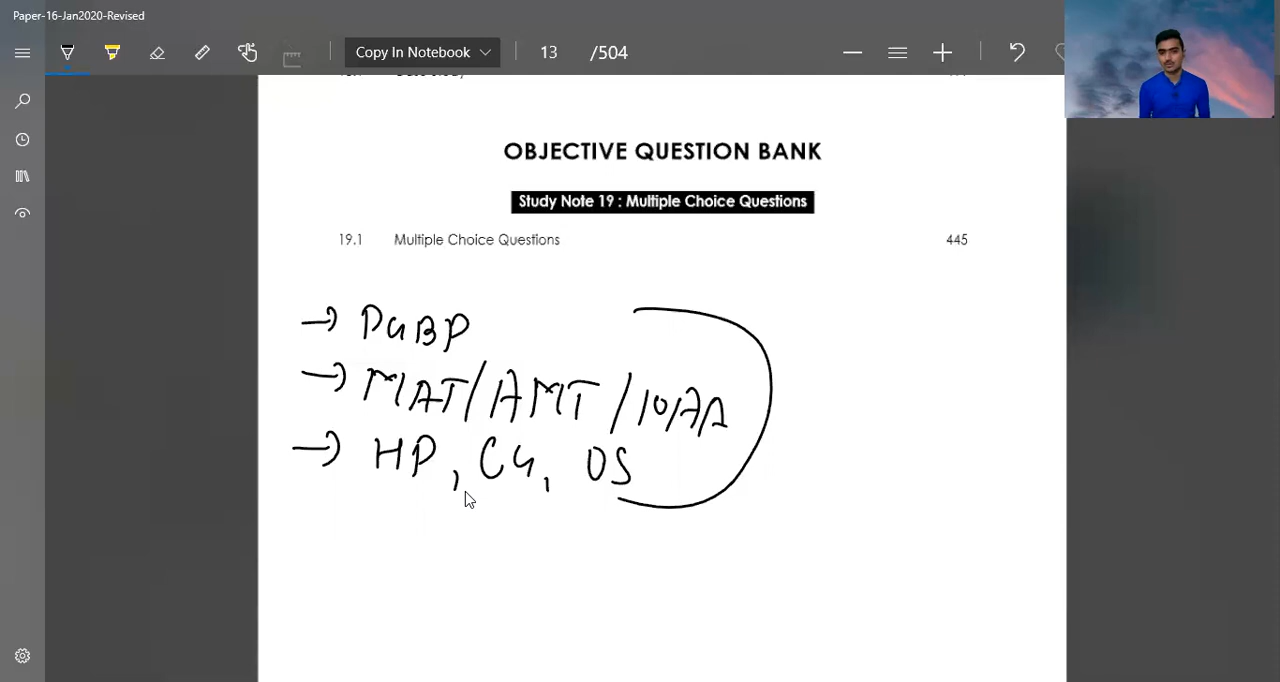 Paper-16-Jan2020-Revised
Copy In Notebook 13 /504
OBJECTIVE QUESTION BANK
Study Note 19 : Multiple Choice Questions
19.1 Multiple Choice Questions 445
→ PGBP
→ MAT/AMT/10AA
→ HP, CG, OS